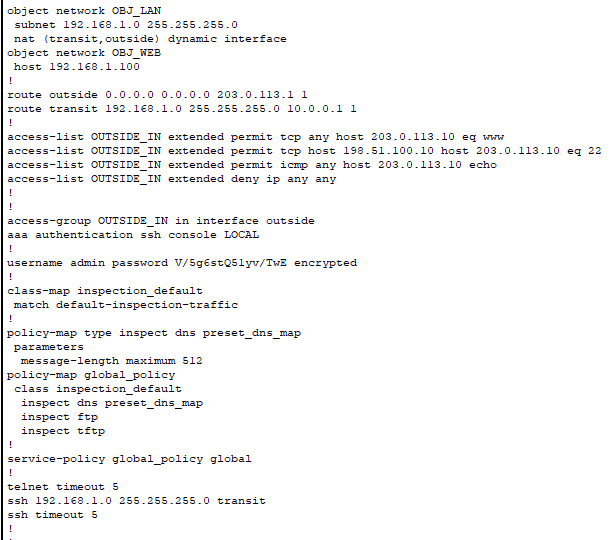 object network OBJ_LAN
 subnet 192.168.1.0 255.255.255.0
 nat (transit,outside) dynamic interface
object network OBJ_WEB
 host 192.168.1.100
!
route outside 0.0.0.0 0.0.0.0 203.0.113.1 1
route transit 192.168.1.0 255.255.255.0 10.0.0.1 1
!
access-list OUTSIDE_IN extended permit tcp any host 203.0.113.10 eq www
access-list OUTSIDE_IN extended permit tcp host 198.51.100.10 host 203.0.113.10 eq 22
access-list OUTSIDE_IN extended permit icmp any host 203.0.113.10 echo
access-list OUTSIDE_IN extended deny ip any any
!
!
access-group OUTSIDE_IN in interface outside
aaa authentication ssh console LOCAL
!
username admin password V/5g6stQ5lyv/TwE encrypted
!
class-map inspection_default
 match default-inspection-traffic
!
policy-map type inspect dns preset_dns_map
 parameters
  message-length maximum 512
policy-map global_policy
 class inspection_default
  inspect dns preset_dns_map
  inspect ftp
  inspect tftp
!
service-policy global_policy global
!
telnet timeout 5
ssh 192.168.1.0 255.255.255.0 transit
ssh timeout 5
!